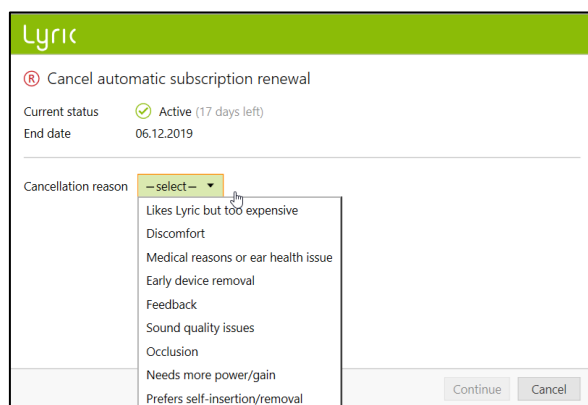 Lyric
R Cancel automatic subscription renewal
Current status Active (17 days left)
End date 06.12.2019
Cancellation reason – select –
Likes Lyric but too expensive
Discomfort
Medical reasons or ear health issue
Early device removal
Feedback
Sound quality issues
Occlusion
Needs more power/gain
Prefers self-insertion/removal
Continue Cancel